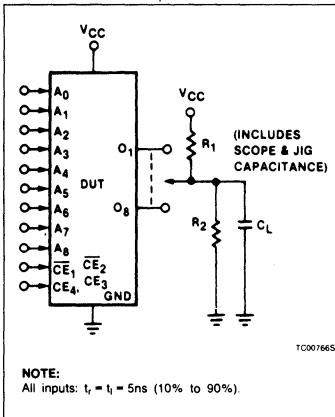 VCC
A0
A1
A2
A3
A4
A5
A6
A7
A8
CE1 CE2
CE4, CE3
GND
DUT
O1
O8
VCC
R1
(INCLUDES
SCOPE & JIG
CAPACITANCE)
R2
CL
TC00766S
NOTE:
All inputs: tr = tf = 5ns (10% to 90%).